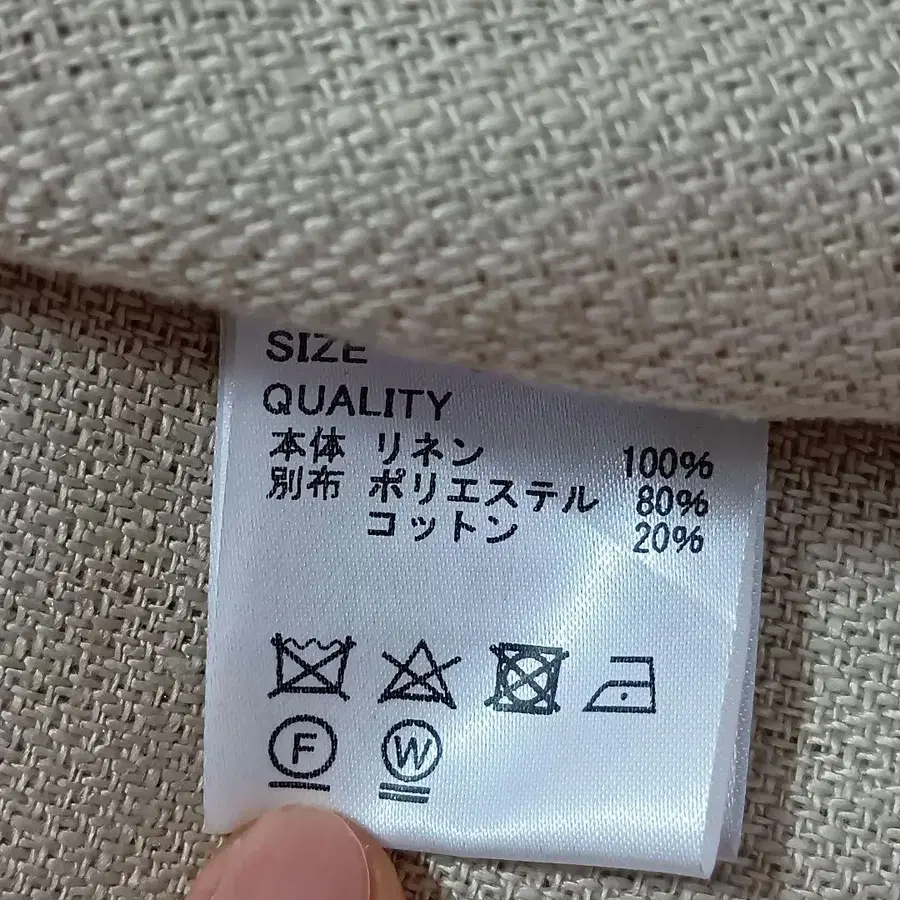 SIZE
QUALITY
本体 リネン 100%
別布 ポリエステル 80%
コットン 20%
F W